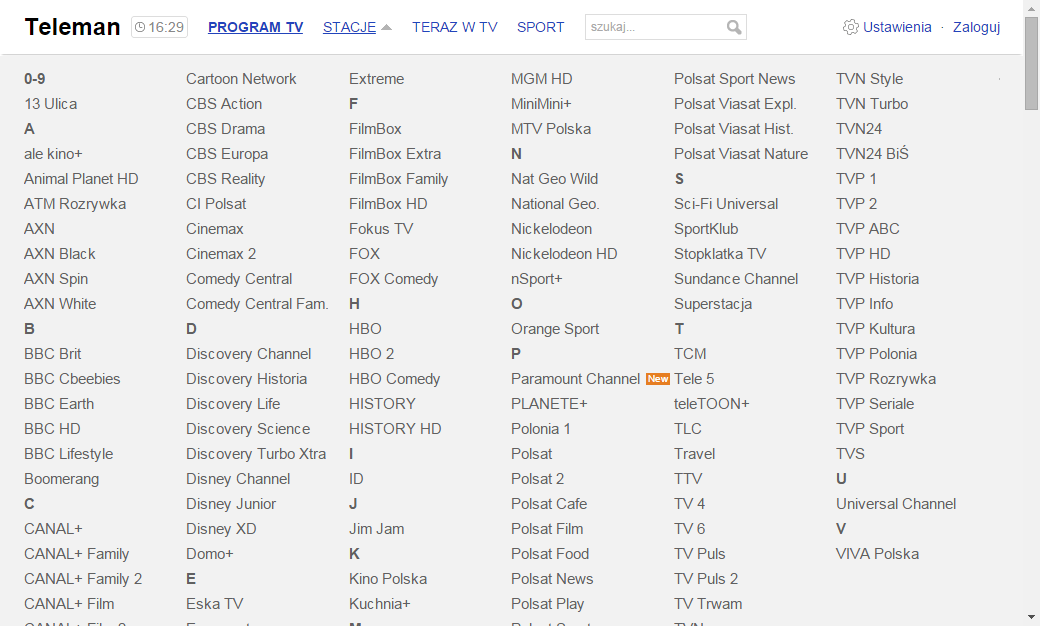 Teleman
16:29
PROGRAM TV
STACJE
TERAZ W TV
SPORT
szukaj...
Ustawienia · Zaloguj
0-9
13 Ulica
A
ale kino+
Animal Planet HD
ATM Rozrywka
AXN
AXN Black
AXN Spin
AXN White
B
BBC Brit
BBC Cbeebies
BBC Earth
BBC HD
BBC Lifestyle
Boomerang
C
CANAL+
CANAL+ Family
CANAL+ Family 2
CANAL+ Film
Cartoon Network
CBS Action
CBS Drama
CBS Europa
CBS Reality
CI Polsat
Cinemax
Cinemax 2
Comedy Central
Comedy Central Fam.
D
Discovery Channel
Discovery Historia
Discovery Life
Discovery Science
Discovery Turbo Xtra
Disney Channel
Disney Junior
Disney XD
Domo+
E
Eska TV
Extreme
F
FilmBox
FilmBox Extra
FilmBox Family
FilmBox HD
Fokus TV
FOX
FOX Comedy
H
HBO
HBO 2
HBO Comedy
HISTORY
HISTORY HD
I
ID
J
Jim Jam
K
Kino Polska
Kuchnia+
MGM HD
MiniMini+
MTV Polska
N
Nat Geo Wild
National Geo.
Nickelodeon
Nickelodeon HD
nSport+
O
Orange Sport
P
Paramount Channel New
PLANETE+
Polonia 1
Polsat
Polsat 2
Polsat Cafe
Polsat Film
Polsat Food
Polsat News
Polsat Play
Polsat Sport News
Polsat Viasat Expl.
Polsat Viasat Hist.
Polsat Viasat Nature
S
Sci-Fi Universal
SportKlub
Stopklatka TV
Sundance Channel
Superstacja
T
TCM
Tele 5
teleTOON+
TLC
Travel
TTV
TV 4
TV 6
TV Puls
TV Puls 2
TV Trwam
TVN Style
TVN Turbo
TVN24
TVN24 BiŚ
TVP 1
TVP 2
TVP ABC
TVP HD
TVP Historia
TVP Info
TVP Kultura
TVP Polonia
TVP Rozrywka
TVP Seriale
TVP Sport
TVS
U
Universal Channel
V
VIVA Polska